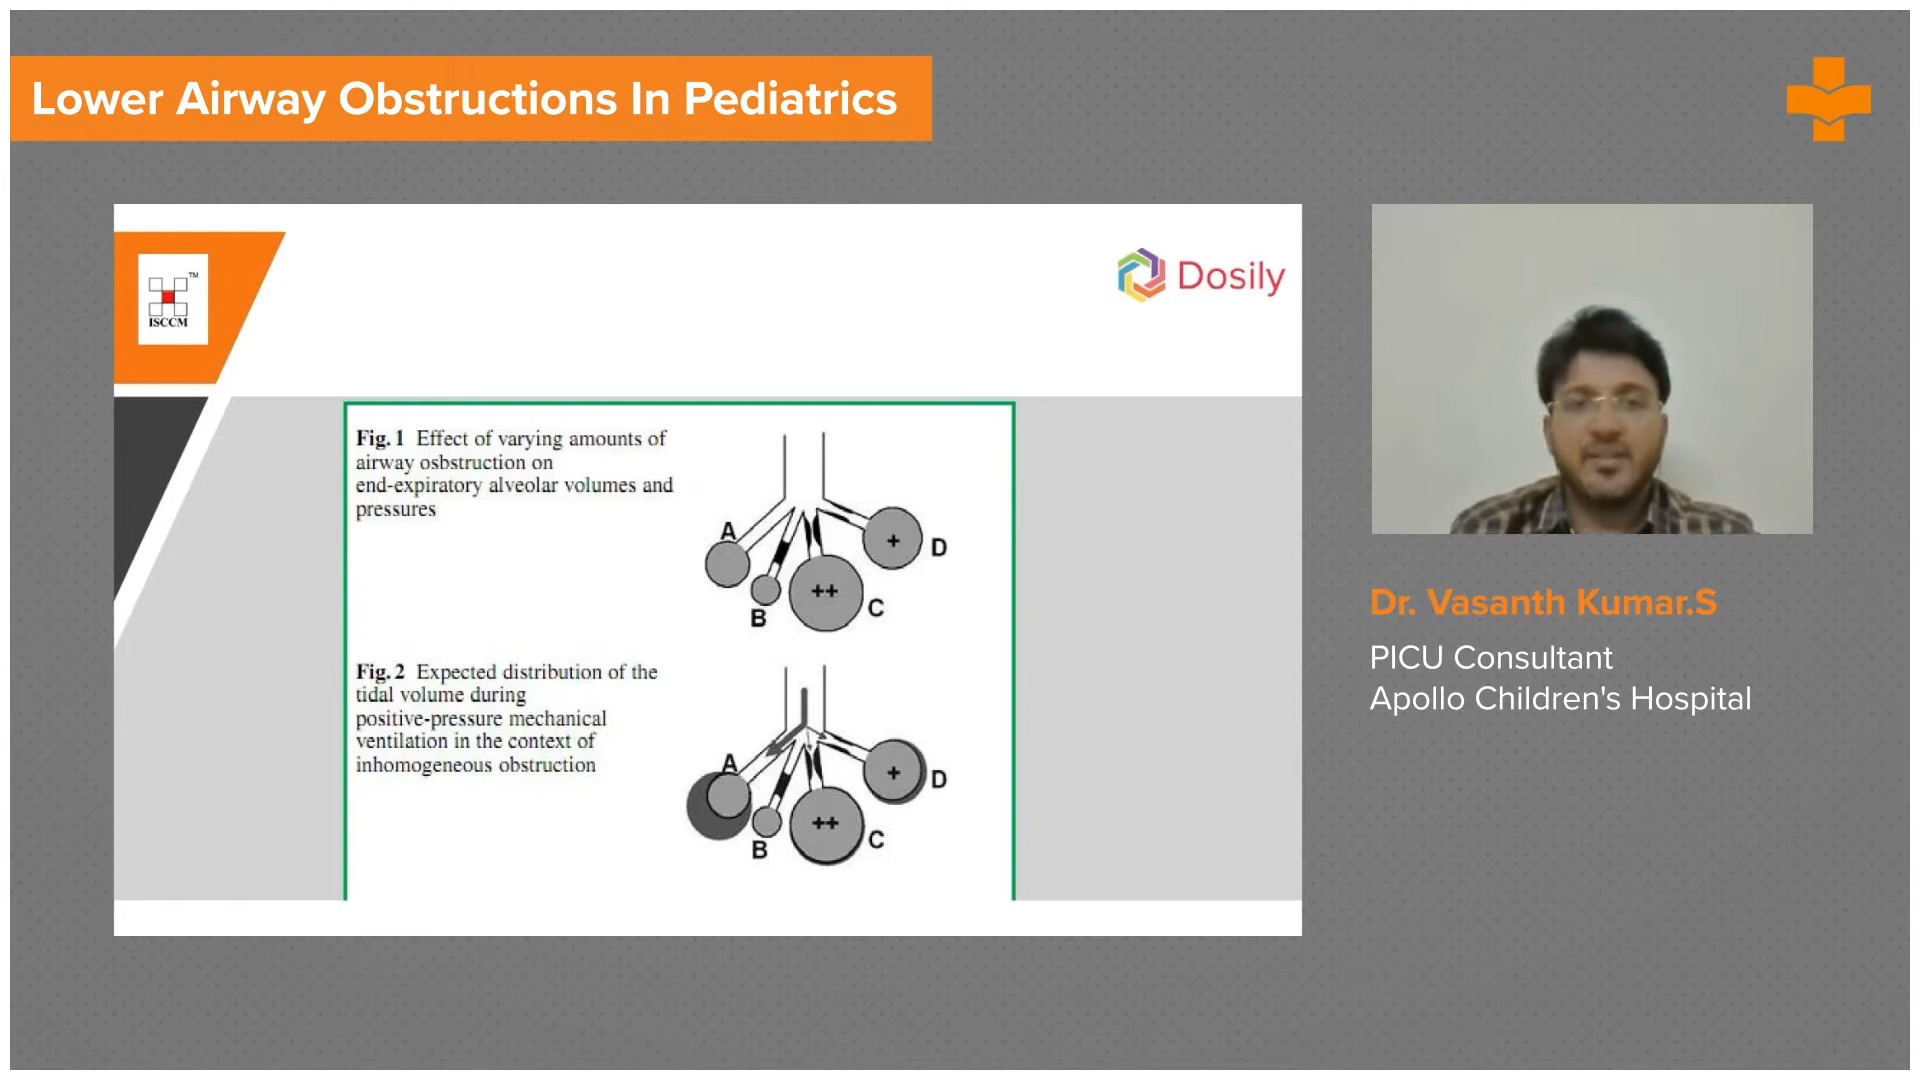 Lower Airway Obstructions In Pediatrics
TM
ISCCM
Dosily
Fig. 1 Effect of varying amounts of
airway osbstruction on
end-expiratory alveolar volumes and
pressures
A
B
++
C
+
D
Fig. 2 Expected distribution of the
tidal volume during
positive-pressure mechanical
ventilation in the context of
inhomogeneous obstruction
A
B
++
C
+
D
Dr. Vasanth Kumar.S
PICU Consultant
Apollo Children's Hospital